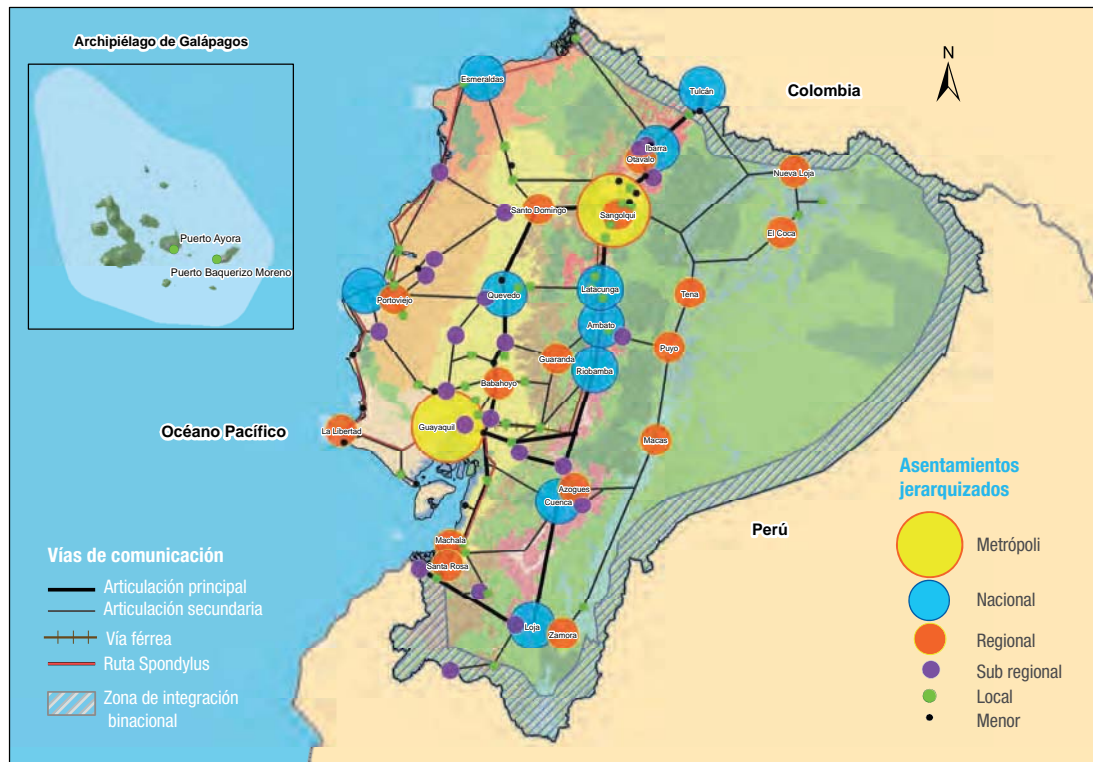 Archipiélago de Galápagos
Puerto Ayora
Puerto Baquerizo Moreno
N
Colombia
Esmeraldas
Tulcán
Ibarra
Otavalo
Nueva Loja
Santo Domingo
Sangolquí
El Coca
Portoviejo
Quevedo
Latacunga
Tena
Ambato
Puyo
Guaranda
Riobamba
Babahoyo
Océano Pacífico
La Libertad
Guayaquil
Macas
Azogues
Cuenca
Perú
Machala
Santa Rosa
Loja
Zamora
Vías de comunicación
Articulación principal
Articulación secundaria
Vía férrea
Ruta Spondylus
Zona de integración
binacional
Asentamientos
jerarquizados
Metrópoli
Nacional
Regional
Sub regional
Local
Menor